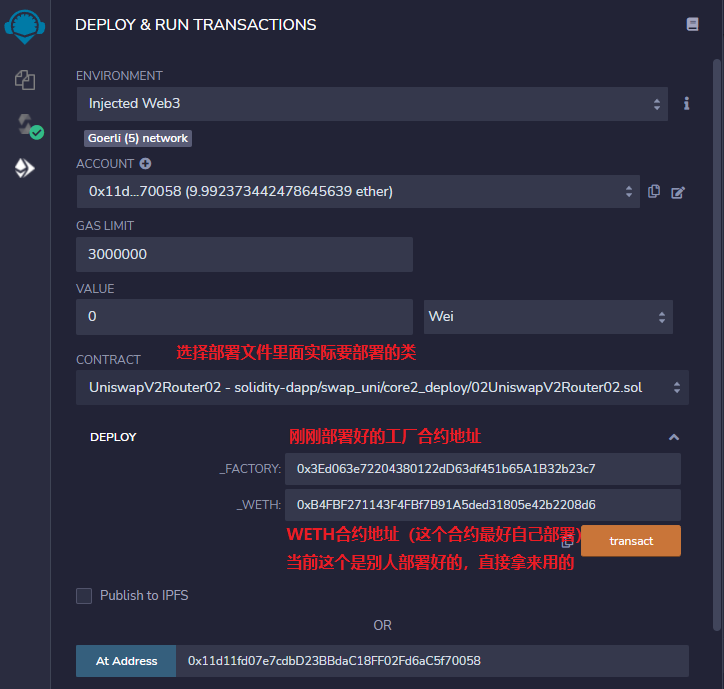 DEPLOY & RUN TRANSACTIONS
ENVIRONMENT
Injected Web3
Goerli (5) network
ACCOUNT
0x11d...70058 (9.992373442478645639 ether)
GAS LIMIT
3000000
VALUE
0
Wei
选择部署文件里面实际要部署的类
CONTRACT
UniswapV2Router02 - solidity-dapp/swap_uni/core2_deploy/02UniswapV2Router02.sol
DEPLOY
刚刚部署好的工厂合约地址
_FACTORY:
0x3Ed063e72204380122dD63df451b65A1B32b23c7
_WETH:
0xB4FBF271143F4FBf7B91A5ded31805e42b2208d6
WETH合约地址（这个合约最好自己部署）
transact
当前这个是别人部署好的，直接拿来用的
Publish to IPFS
OR
At Address
0x11d11fd07e7cdbD23BBdaC18FF02Fd6aC5f70058